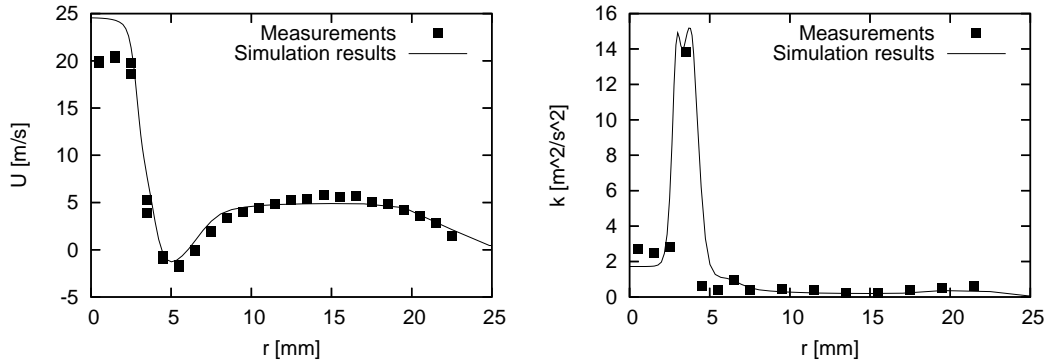 25
20
15
10
5
0
-5
U [m/s]
0 5 10 15 20 25
r [mm]
Measurements
Simulation results
16
14
12
10
8
6
4
2
0
k [m^2/s^2]
0 5 10 15 20 25
r [mm]
Measurements
Simulation results